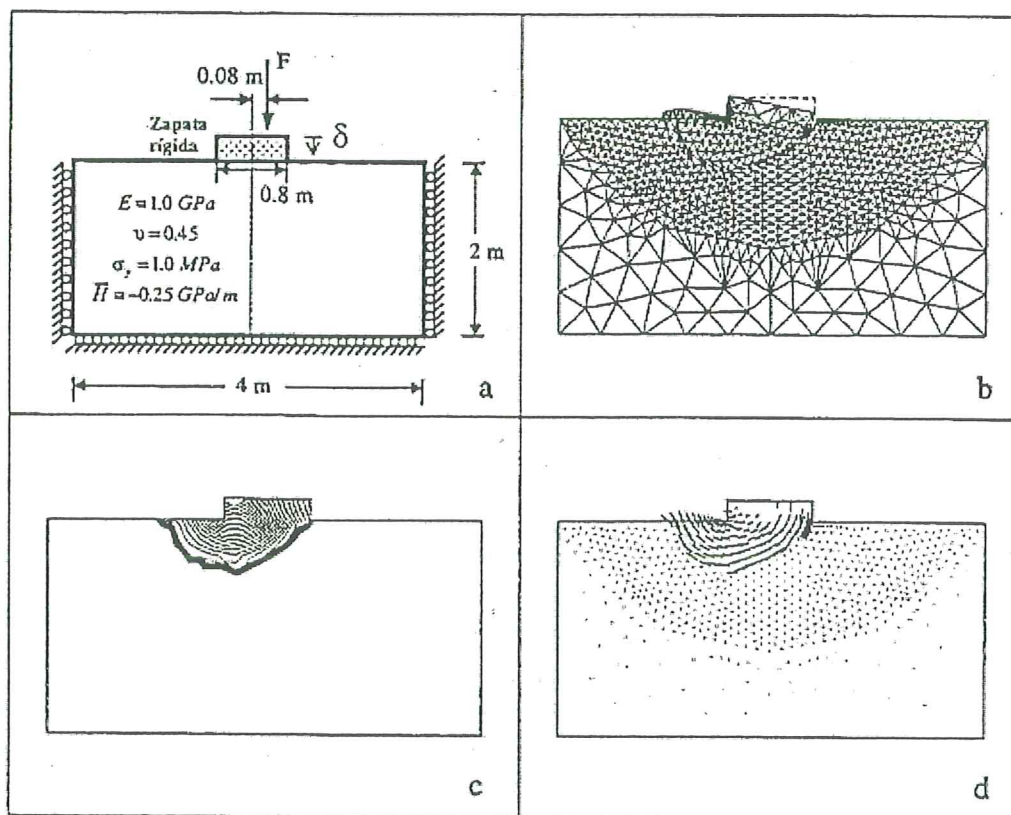 F
0.08 m
Zapata
rígida
δ
0.8 m
E = 1.0 GPa
υ = 0.45
σ_y = 1.0 MPa
H̅ = -0.25 GPa/m
2 m
4 m
a
b
c
d